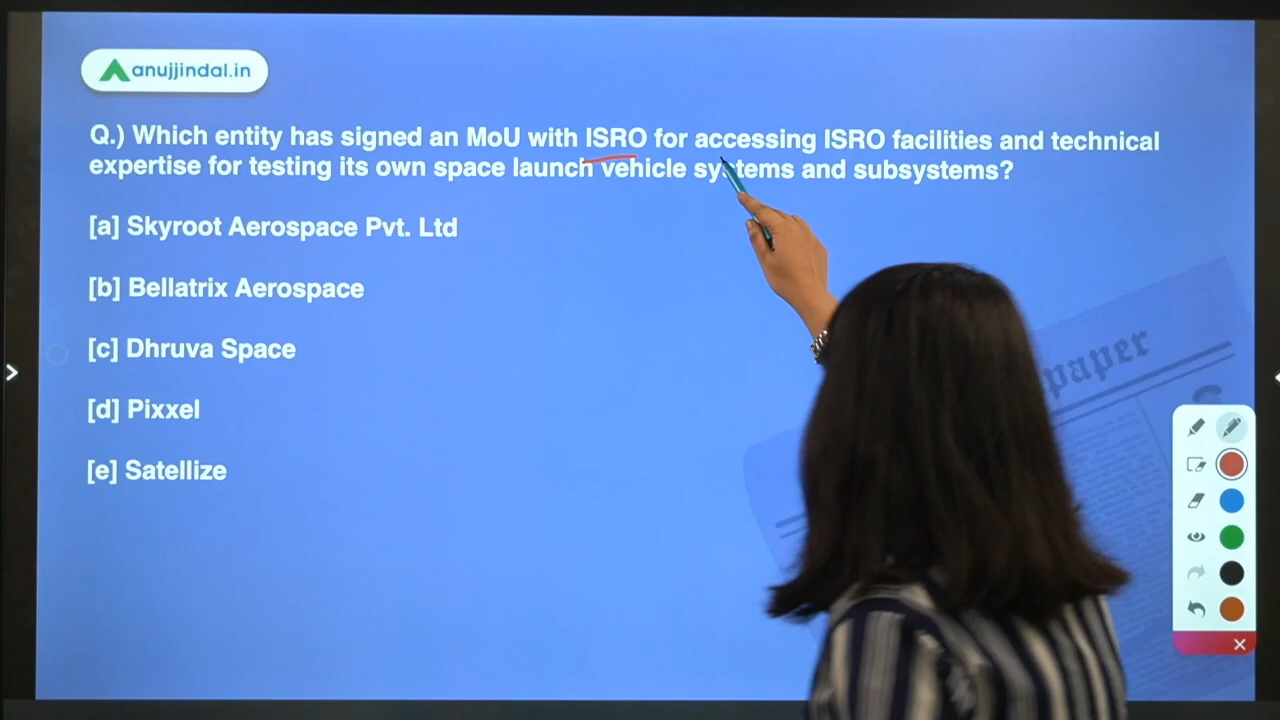 anujjindal.in
Q.) Which entity has signed an MoU with ISRO for accessing ISRO facilities and technical
expertise for testing its own space launch vehicle systems and subsystems?
[a] Skyroot Aerospace Pvt. Ltd
[b] Bellatrix Aerospace
[c] Dhruva Space
[d] Pixxel
[e] Satellize
paper